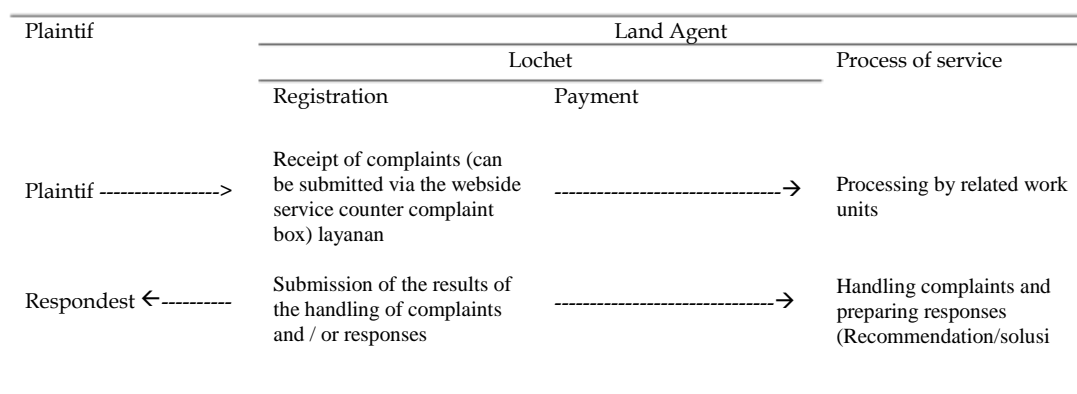 Plaintif Land Agent
Lochet Process of service
Registration Payment
Receipt of complaints (can
be submitted via the webside
service counter complaint
box) layanan
Plaintif ----------------->
--------------------------------→
Processing by related work
units
Submission of the results of
the handling of complaints
and / or responses
Respondest ←----------
-------------------------------→
Handling complaints and
preparing responses
(Recommendation/solusi